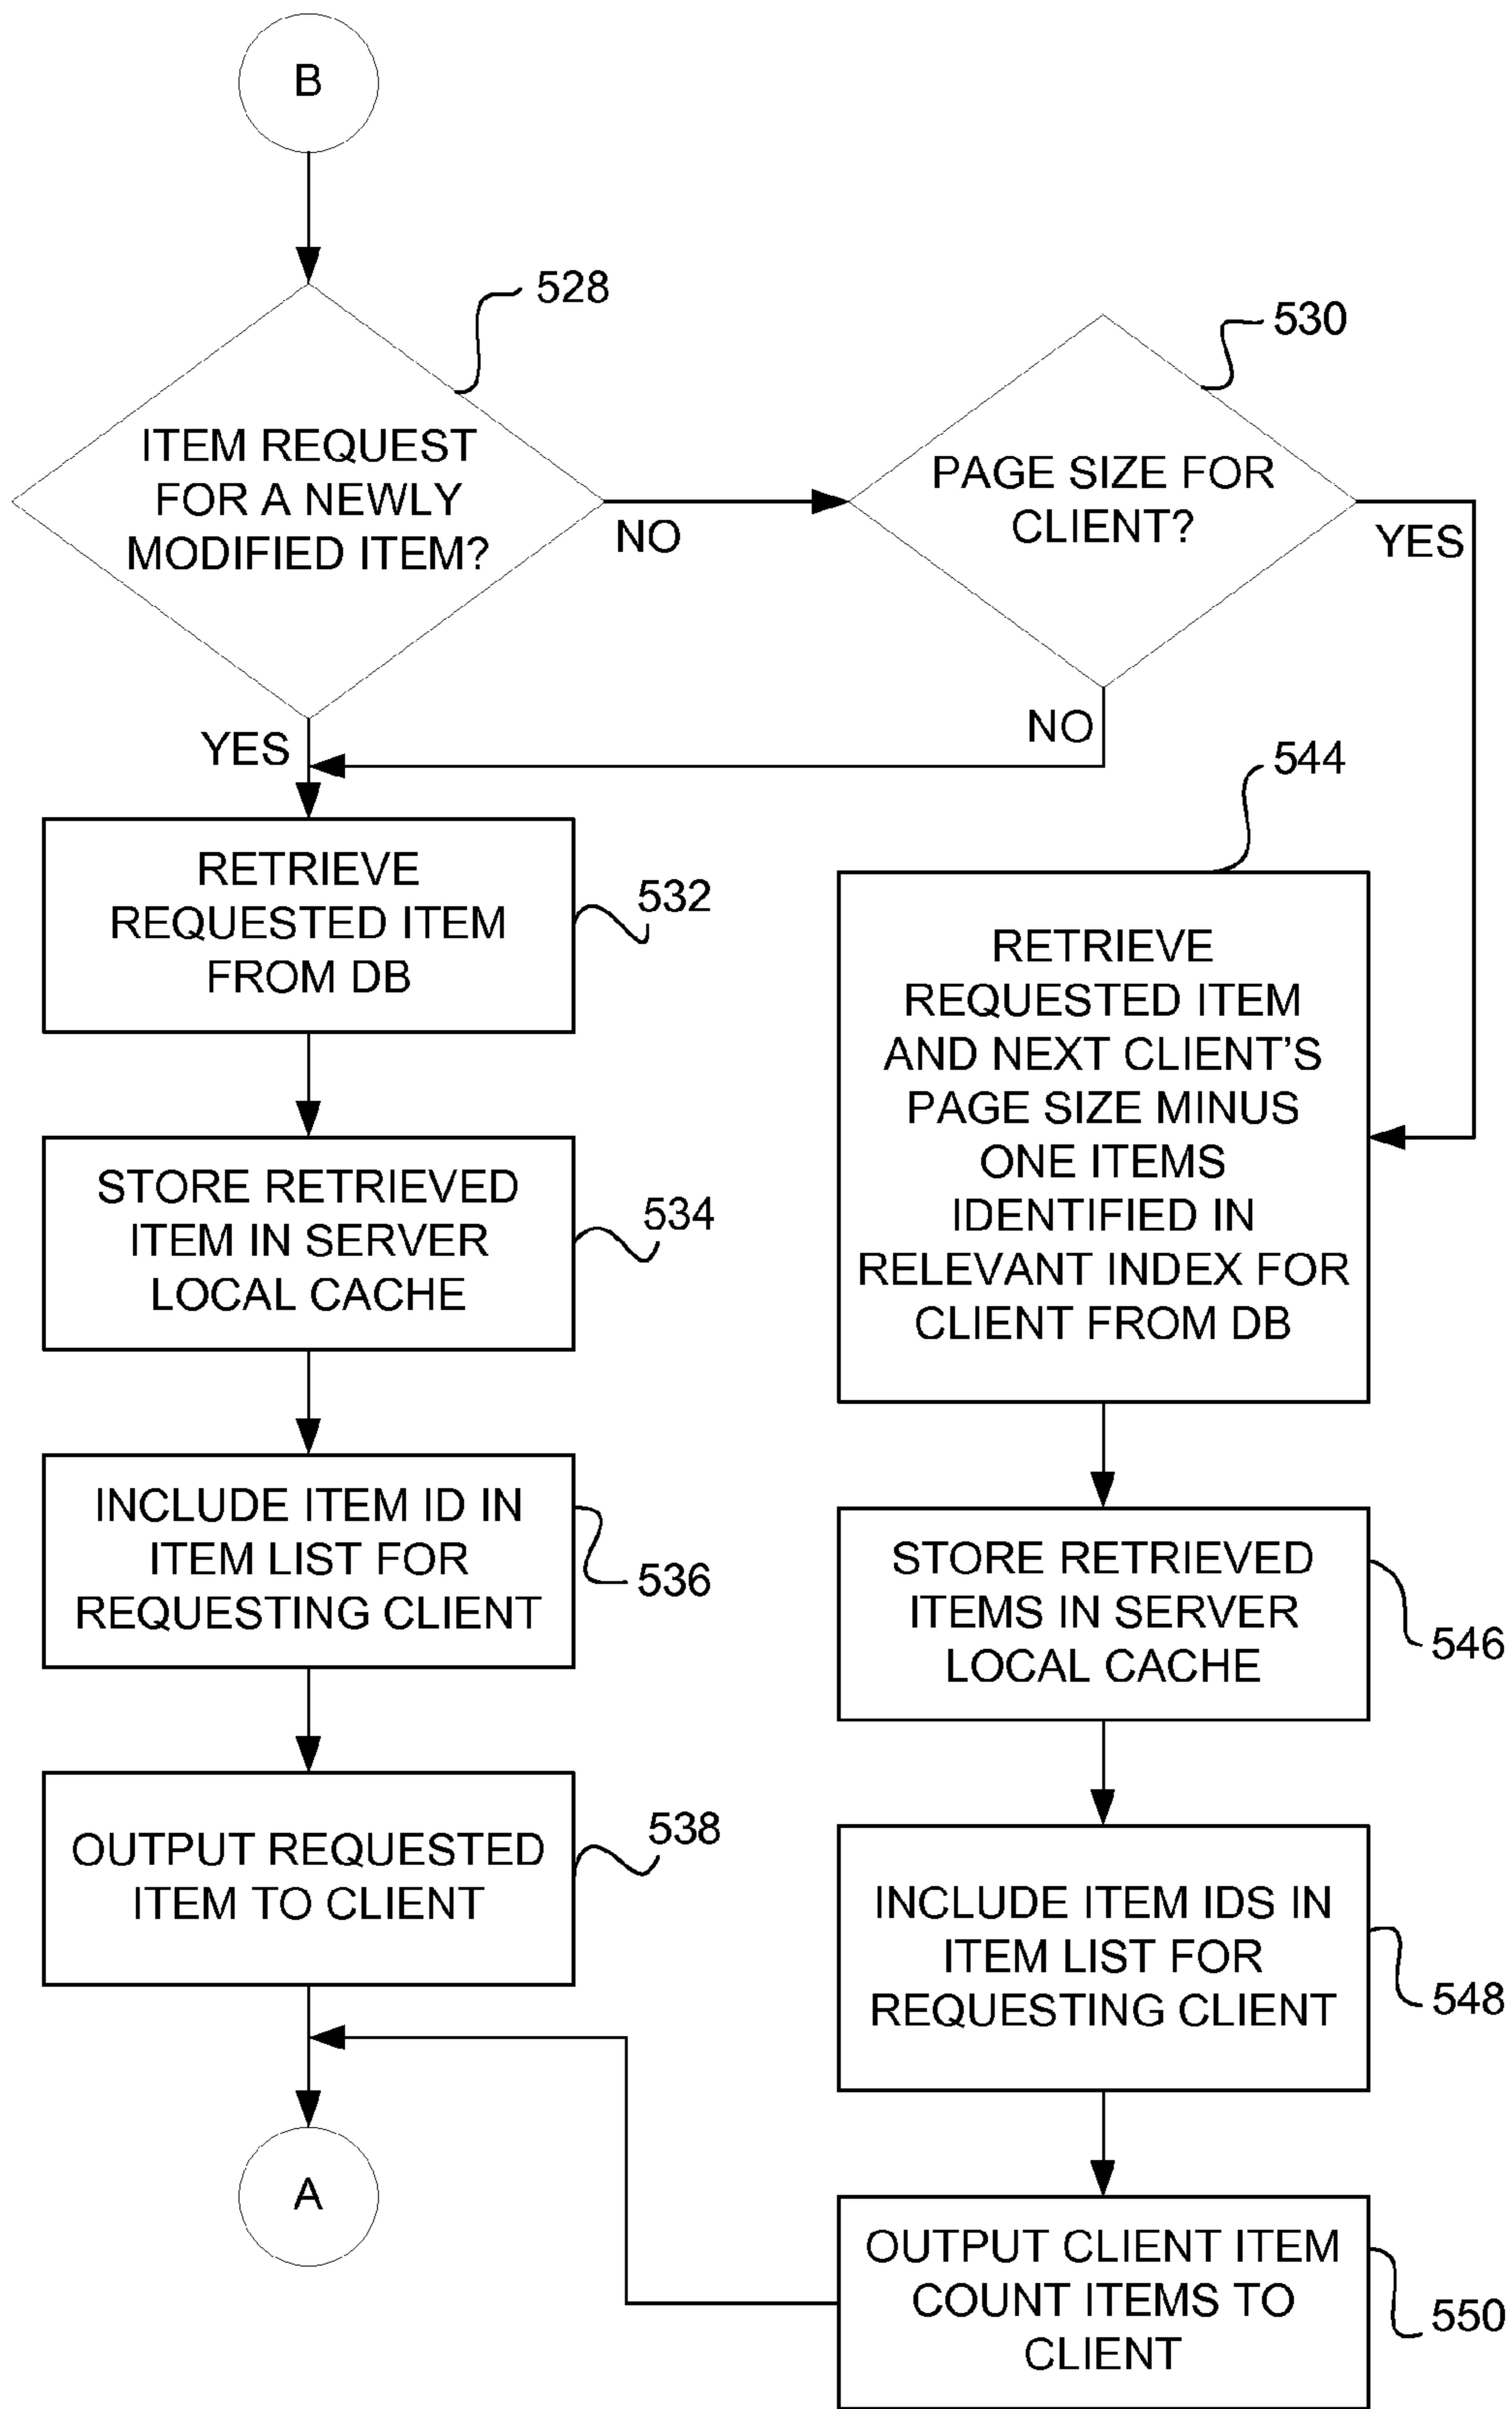 B
528
ITEM REQUEST
FOR A NEWLY
MODIFIED ITEM?
NO
YES
530
PAGE SIZE FOR
CLIENT?
YES
NO
RETRIEVE
REQUESTED ITEM
FROM DB
532
STORE RETRIEVED
ITEM IN SERVER
LOCAL CACHE
534
INCLUDE ITEM ID IN
ITEM LIST FOR
REQUESTING CLIENT
536
OUTPUT REQUESTED
ITEM TO CLIENT
538
A
544
RETRIEVE
REQUESTED ITEM
AND NEXT CLIENT’S
PAGE SIZE MINUS
ONE ITEMS
IDENTIFIED IN
RELEVANT INDEX FOR
CLIENT FROM DB
STORE RETRIEVED
ITEMS IN SERVER
LOCAL CACHE
546
INCLUDE ITEM IDS IN
ITEM LIST FOR
REQUESTING CLIENT
548
OUTPUT CLIENT ITEM
COUNT ITEMS TO
CLIENT
550